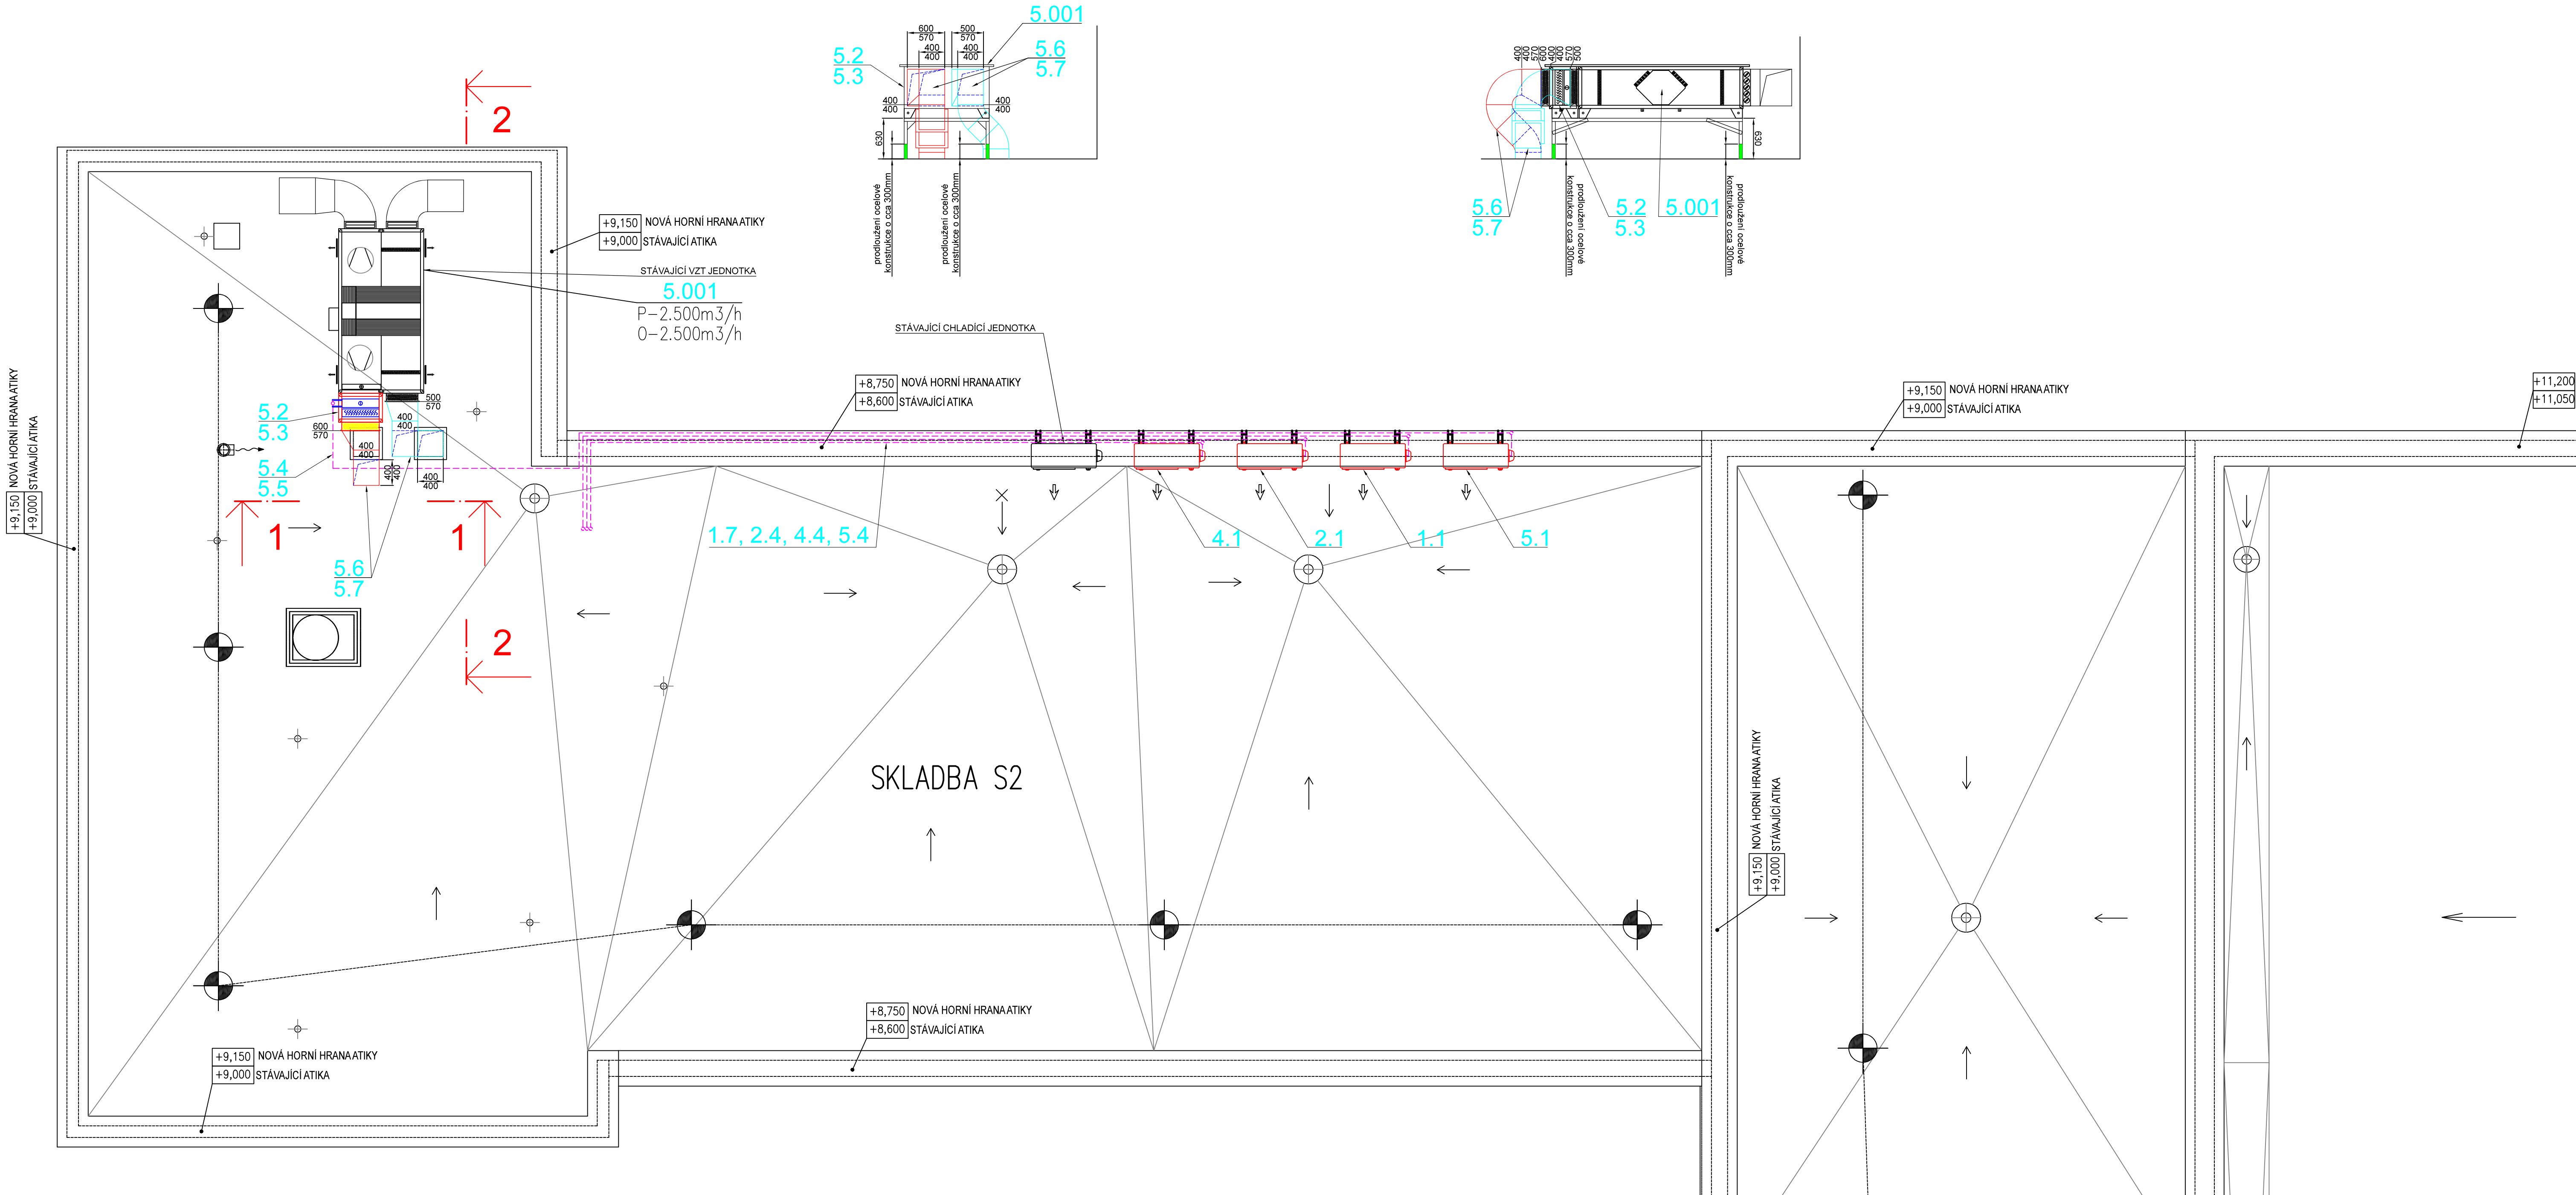 5.001
600
570
500
570
400
400
400
400
5.2
5.3
5.6
5.7
400
400
400
400
630
prodloužení ocelové
konstrukce o cca 300mm
prodloužení ocelové
konstrukce o cca 300mm
400
400
570
600
400
400
570
500
630
5.6
5.7
prodloužení ocelové
konstrukce o cca 300mm
5.2
5.3
5.001
prodloužení ocelové
konstrukce o cca 300mm
2
+9,150 NOVÁ HORNÍ HRANA ATIKY
+9,000 STÁVAJÍCÍ ATIKA
STÁVAJÍCÍ VZT JEDNOTKA
5.001
P-2.500m3/h
O-2.500m3/h
STÁVAJÍCÍ CHLADÍCÍ JEDNOTKA
+8,750 NOVÁ HORNÍ HRANA ATIKY
+8,600 STÁVAJÍCÍ ATIKA
+9,150 NOVÁ HORNÍ HRANA ATIKY
+9,000 STÁVAJÍCÍ ATIKA
+11,200
+11,050
+9,150 NOVÁ HORNÍ HRANA ATIKY
+9,000 STÁVAJÍCÍ ATIKA
5.2
5.3
600
570
500
570
400
400
400
400
400
400
400
400
5.4
5.5
1
1
5.6
5.7
1.7, 2.4, 4.4, 5.4
4.1
2.1
1.1
5.1
2
SKLADBA S2
+9,150 NOVÁ HORNÍ HRANA ATIKY
+9,000 STÁVAJÍCÍ ATIKA
+8,750 NOVÁ HORNÍ HRANA ATIKY
+8,600 STÁVAJÍCÍ ATIKA
+9,150 NOVÁ HORNÍ HRANA ATIKY
+9,000 STÁVAJÍCÍ ATIKA